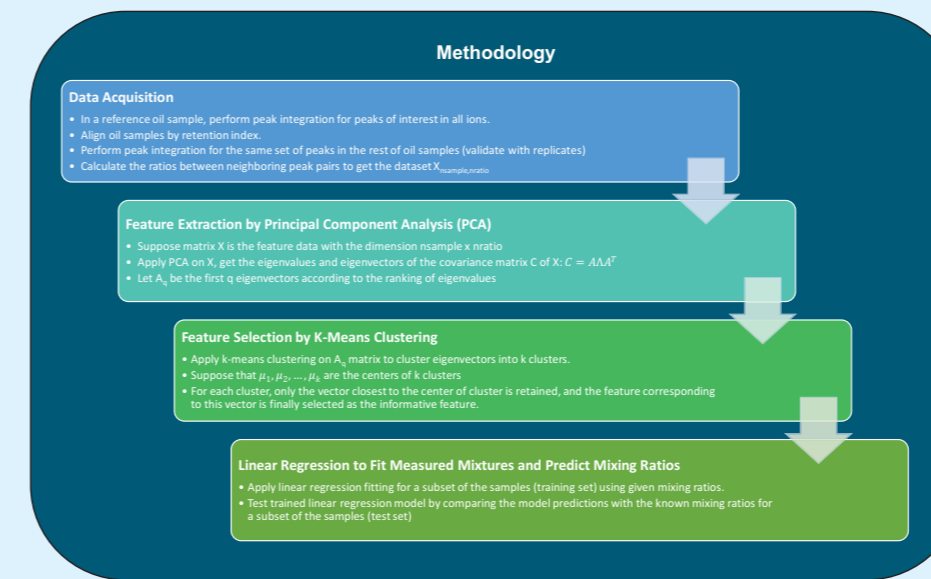 Methodology
Data Acquisition
• In a reference oil sample, perform peak integration for peaks of interest in all ions.
• Align oil samples by retention index.
• Perform peak integration for the same set of peaks in the rest of oil samples (validate with replicates)
• Calculate the ratios between neighboring peak pairs to get the dataset Xnsample,nratio
Feature Extraction by Principal Component Analysis (PCA)
• Suppose matrix X is the feature data with the dimension nsample x nratio
• Apply PCA on X, get the eigenvalues and eigenvectors of the covariance matrix C of X: C = AΛAᵀ
• Let Aq be the first q eigenvectors according to the ranking of eigenvalues
Feature Selection by K-Means Clustering
• Apply k-means clustering on Aq matrix to cluster eigenvectors into k clusters.
• Suppose that μ₁, μ₂, ..., μₖ are the centers of k clusters
• For each cluster, only the vector closest to the center of cluster is retained, and the feature corresponding
to this vector is finally selected as the informative feature.
Linear Regression to Fit Measured Mixtures and Predict Mixing Ratios
• Apply linear regression fitting for a subset of the samples (training set) using given mixing ratios.
• Test trained linear regression model by comparing the model predictions with the known mixing ratios for
a subset of the samples (test set)